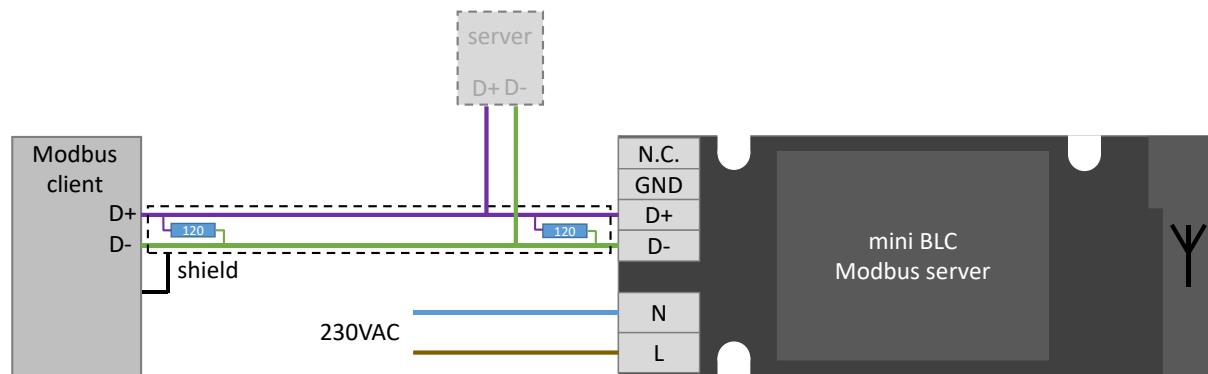 server
D+ D-
Modbus
client
D+
D-
120
120
shield
230VAC
N.C.
GND
D+
D-
N
L
mini BLC
Modbus server